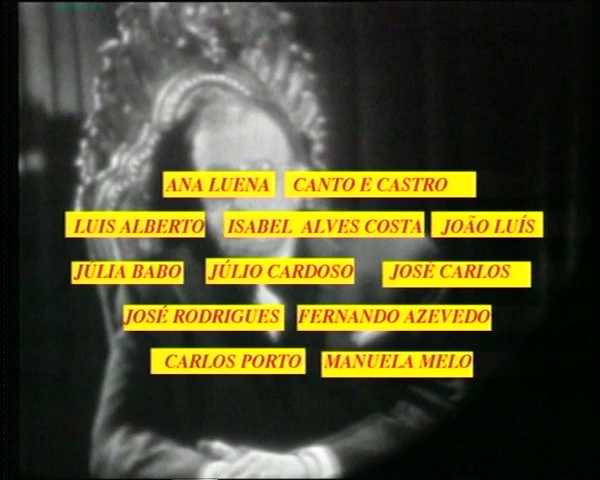 ANA LUENA CANTO E CASTRO
LUIS ALBERTO ISABEL ALVES COSTA JOÃO LUÍS
JÚLIA BABO JÚLIO CARDOSO JOSÉ CARLOS
JOSÉ RODRIGUES FERNANDO AZEVEDO
CARLOS PORTO MANUELA MELO